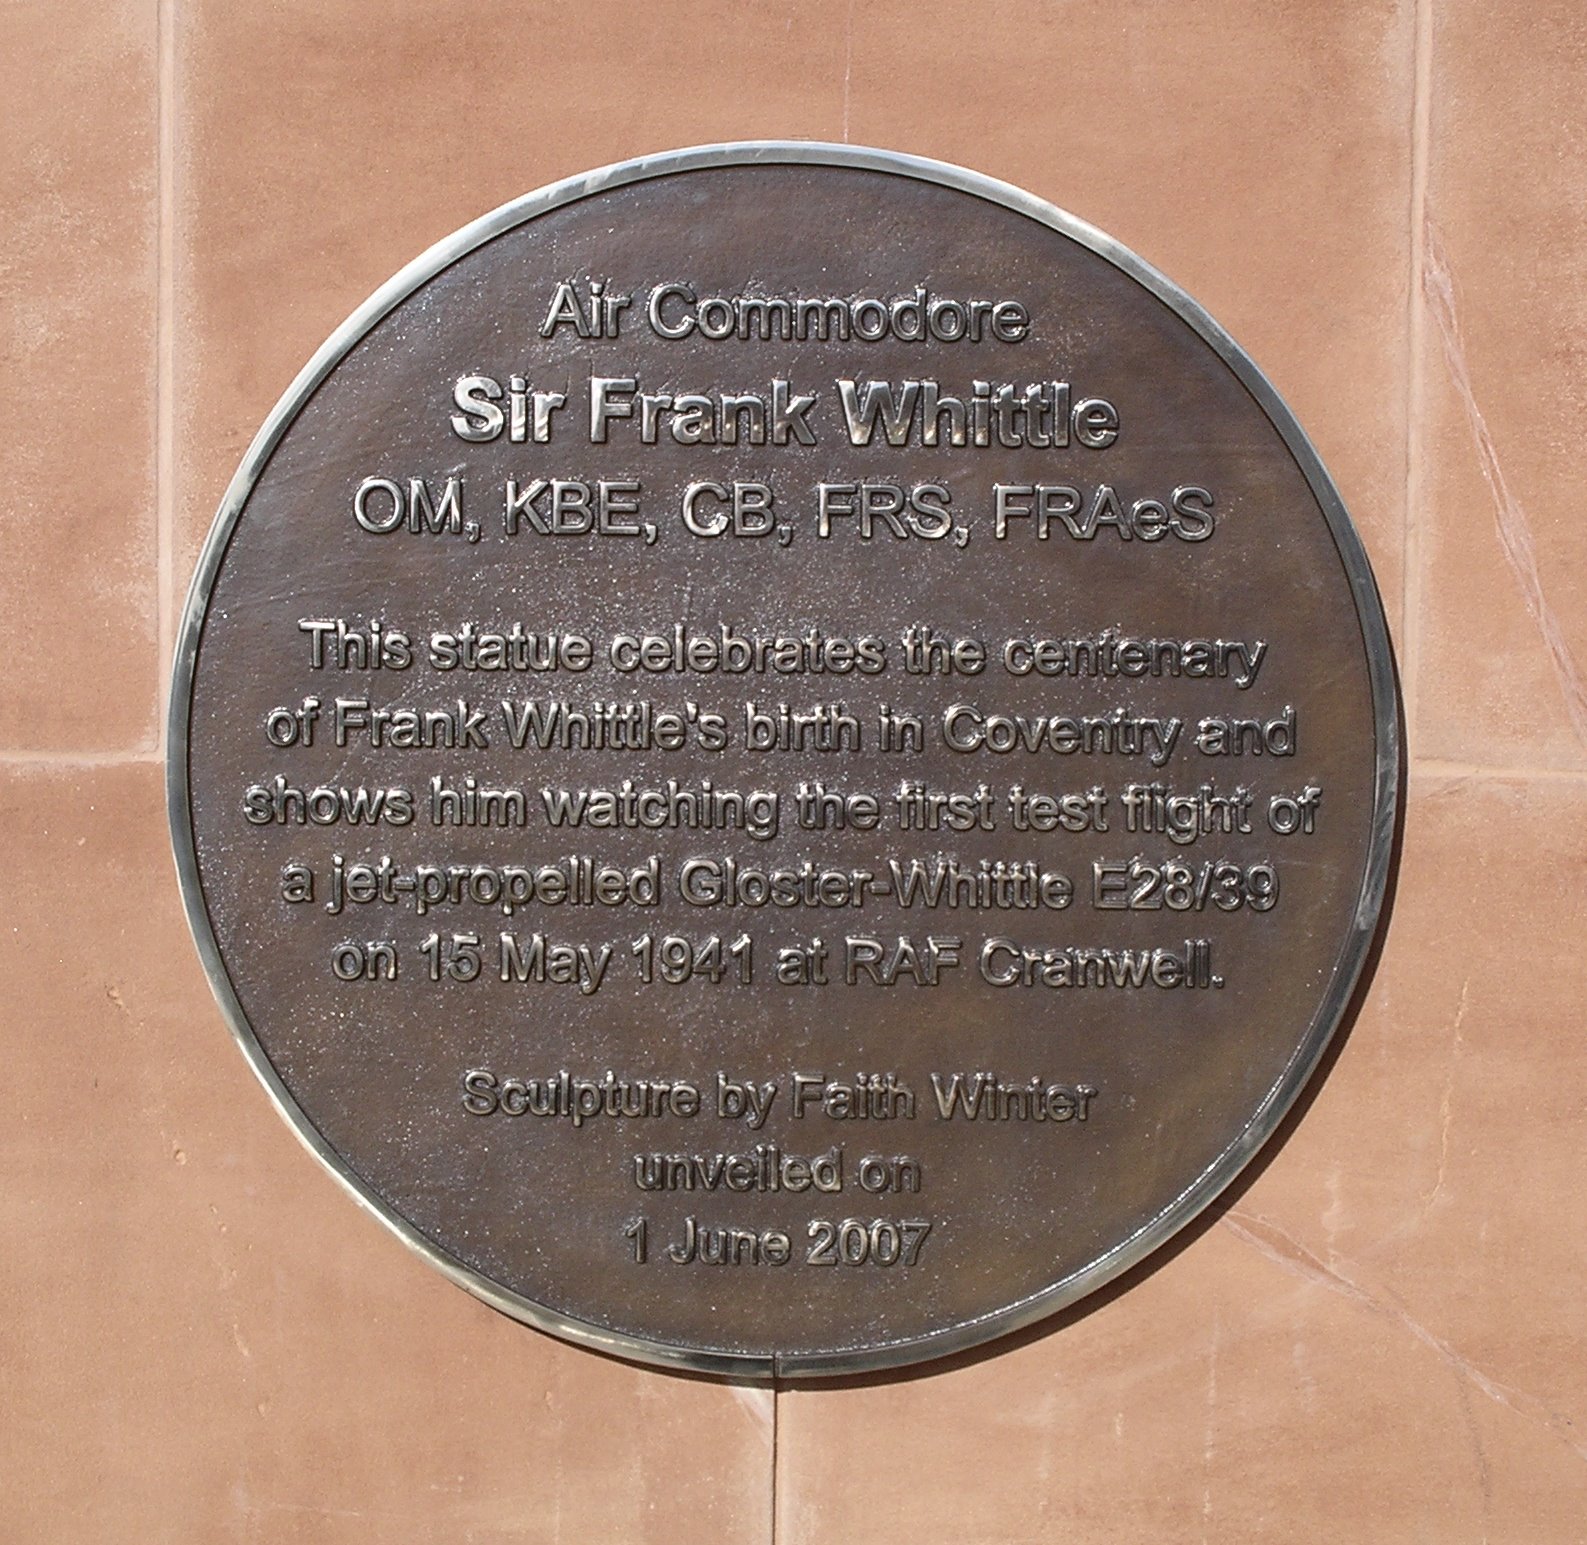 Air Commodore
Sir Frank Whittle
OM, KBE, CB, FRS, FRAeS
This statue celebrates the centenary
of Frank Whittle's birth in Coventry and
shows him watching the first test flight of
a jet-propelled Gloster-Whittle E28/39
on 15 May 1941 at RAF Cranwell.
Sculpture by Faith Winter
unveiled on
1 June 2007